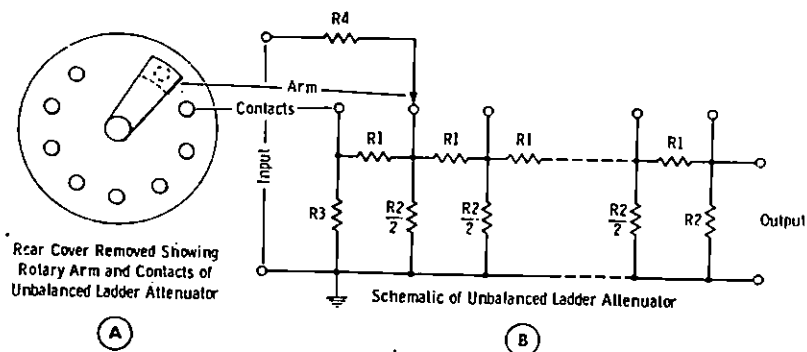 R4
Arm
Contacts
R1 R1 R1 R1
Input
R3 R2/2 R2/2 R2/2 R2 Output
Rear Cover Removed Showing
Rotary Arm and Contacts of
Unbalanced Ladder Attenuator
Schematic of Unbalanced Ladder Attenuator
A
B